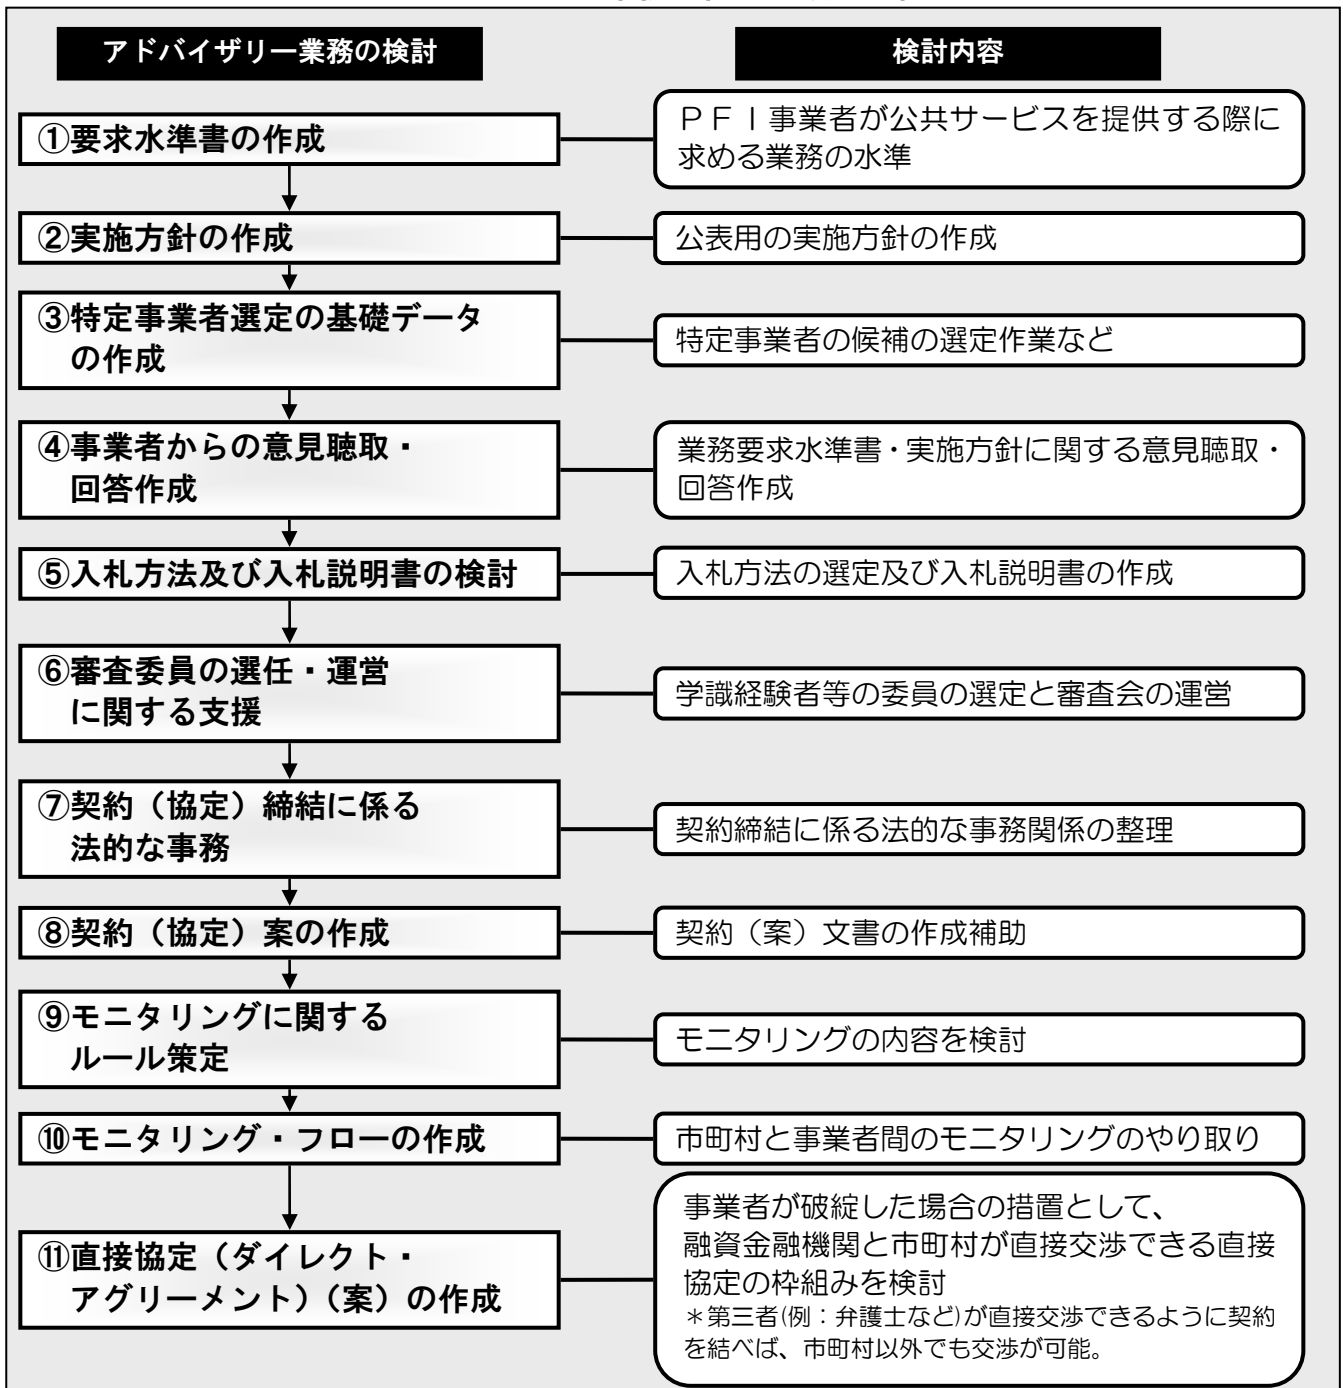 アドバイザリー業務の検討
検討内容
①要求水準書の作成
ＰＦＩ事業者が公共サービスを提供する際に
求める業務の水準
②実施方針の作成
公表用の実施方針の作成
③特定事業者選定の基礎データ
の作成
特定事業者の候補の選定作業など
④事業者からの意見聴取・
回答作成
業務要求水準書・実施方針に関する意見聴取・
回答作成
⑤入札方法及び入札説明書の検討
入札方法の選定及び入札説明書の作成
⑥審査委員の選任・運営
に関する支援
学識経験者等の委員の選定と審査会の運営
⑦契約（協定）締結に係る
法的な事務
契約締結に係る法的な事務関係の整理
⑧契約（協定）案の作成
契約（案）文書の作成補助
⑨モニタリングに関する
ルール策定
モニタリングの内容を検討
⑩モニタリング・フローの作成
市町村と事業者間のモニタリングのやり取り
⑪直接協定（ダイレクト・
アグリーメント）（案）の作成
事業者が破綻した場合の措置として、
融資金融機関と市町村が直接交渉できる直接
協定の枠組みを検討
＊第三者(例：弁護士など)が直接交渉できるように契約
を結べば、市町村以外でも交渉が可能。